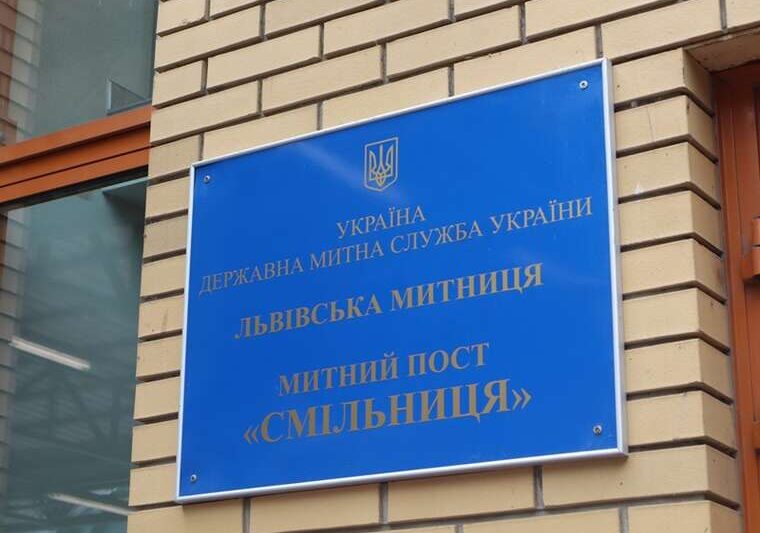 УКРАЇНА
ДЕРЖАВНА МИТНА СЛУЖБА УКРАЇНИ
ЛЬВІВСЬКА МИТНИЦЯ
МИТНИЙ ПОСТ
«СМІЛЬНИЦЯ»